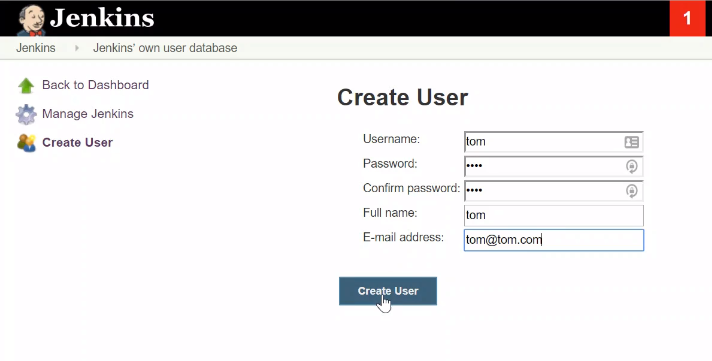 Jenkins
1
Jenkins Jenkins' own user database
Back to Dashboard
Manage Jenkins
Create User
Create User
Username: tom
Password: ••••
Confirm password: ••••
Full name: tom
E-mail address: tom@tom.com
Create User